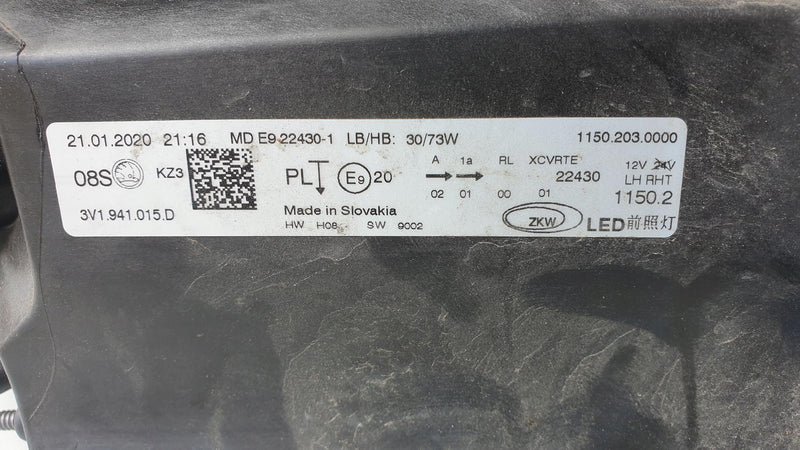 21.01.2020 21:16 MD E9 22430-1 LB/HB: 30/73W 1150.203.0000
08S KZ3 PL E9 20 A 1a RL XCVRTE 12V 24V
02 01 00 01 22430 LH RHT
3V1.941.015.D Made in Slovakia 1150.2
HW H08 SW 9002 ZKW LED前照灯